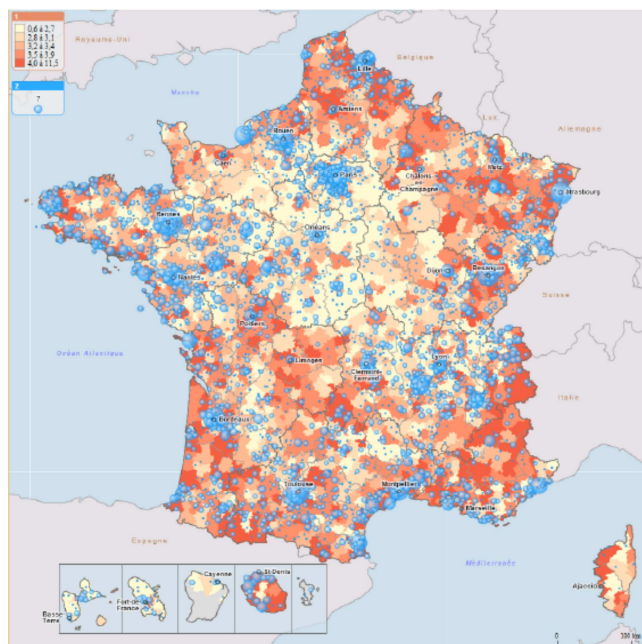 1
0,6 à 2,7
2,8 à 3,1
3,2 à 3,4
3,5 à 3,9
4,0 à 11,5
2
7
Royaume-Uni
Belgique
Lille
Manche
Lux.
Allemagne
Amiens
Rouen
Caen
Paris
Châlons
en
Champagne
Metz
Strasbourg
Rennes
Orléans
Nantes
Dijon
Besançon
Suisse
Poitiers
Océan Atlantique
Limoges
Clermont-
Ferrand
Lyon
Italie
Bordeaux
Toulouse
Montpellier
Marseille
Espagne
Méditerranée
Ajaccio
Basse
Terre
Fort-de
France
Cayenne
St-Denis